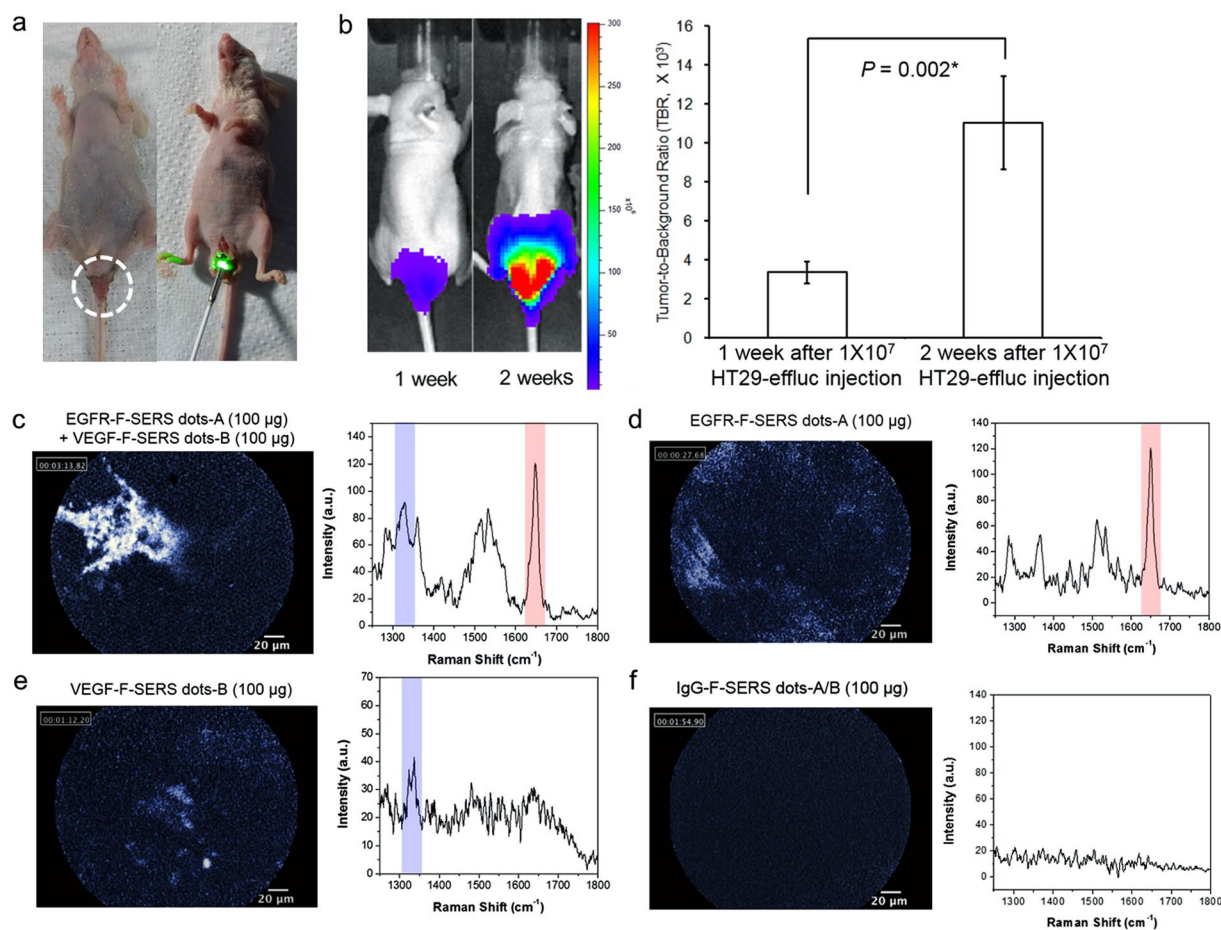 a
b
300
250
200
150
100
50
x10⁶
1 week
2 weeks
Tumor-to-Background Ratio (TBR, X 10³)
16
14
12
10
8
6
4
2
0
P = 0.002*
1 week after 1X10⁷
HT29-effluc injection
2 weeks after 1X10⁷
HT29-effluc injection
c
EGFR-F-SERS dots-A (100 µg)
+ VEGF-F-SERS dots-B (100 µg)
00:03:13.82
20 µm
Intensity (a.u.)
140
120
100
80
60
40
20
0
1300 1400 1500 1600 1700 1800
Raman Shift (cm⁻¹)
d
EGFR-F-SERS dots-A (100 µg)
00:00:27.68
20 µm
Intensity (a.u.)
140
120
100
80
60
40
20
0
1300 1400 1500 1600 1700 1800
Raman Shift (cm⁻¹)
e
VEGF-F-SERS dots-B (100 µg)
00:01:12.20
20 µm
Intensity (a.u.)
70
60
50
40
30
20
10
0
1300 1400 1500 1600 1700 1800
Raman Shift (cm⁻¹)
f
IgG-F-SERS dots-A/B (100 µg)
00:01:54.90
20 µm
Intensity (a.u.)
140
120
100
80
60
40
20
0
1300 1400 1500 1600 1700 1800
Raman Shift (cm⁻¹)